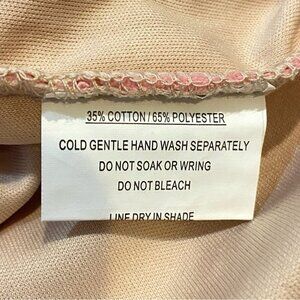 35% COTTON / 65% POLYESTER
COLD GENTLE HAND WASH SEPARATELY
DO NOT SOAK OR WRING
DO NOT BLEACH
LINE DRY IN SHADE